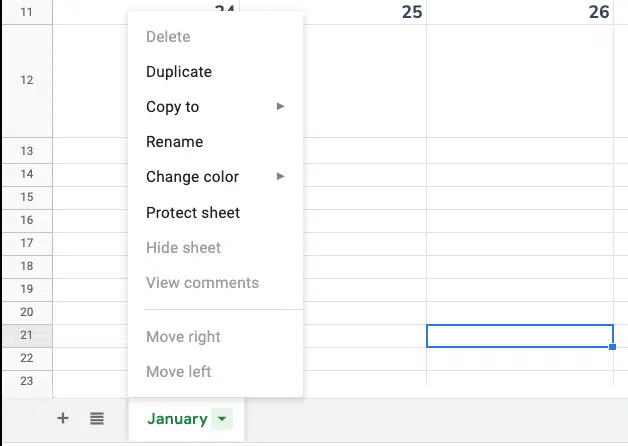 11 24 25 26
Delete
12 Duplicate
Copy to
Rename
13
Change color
14
15
Protect sheet
16
17
Hide sheet
18
View comments
19
20
Move right
21
22
Move left
23
January